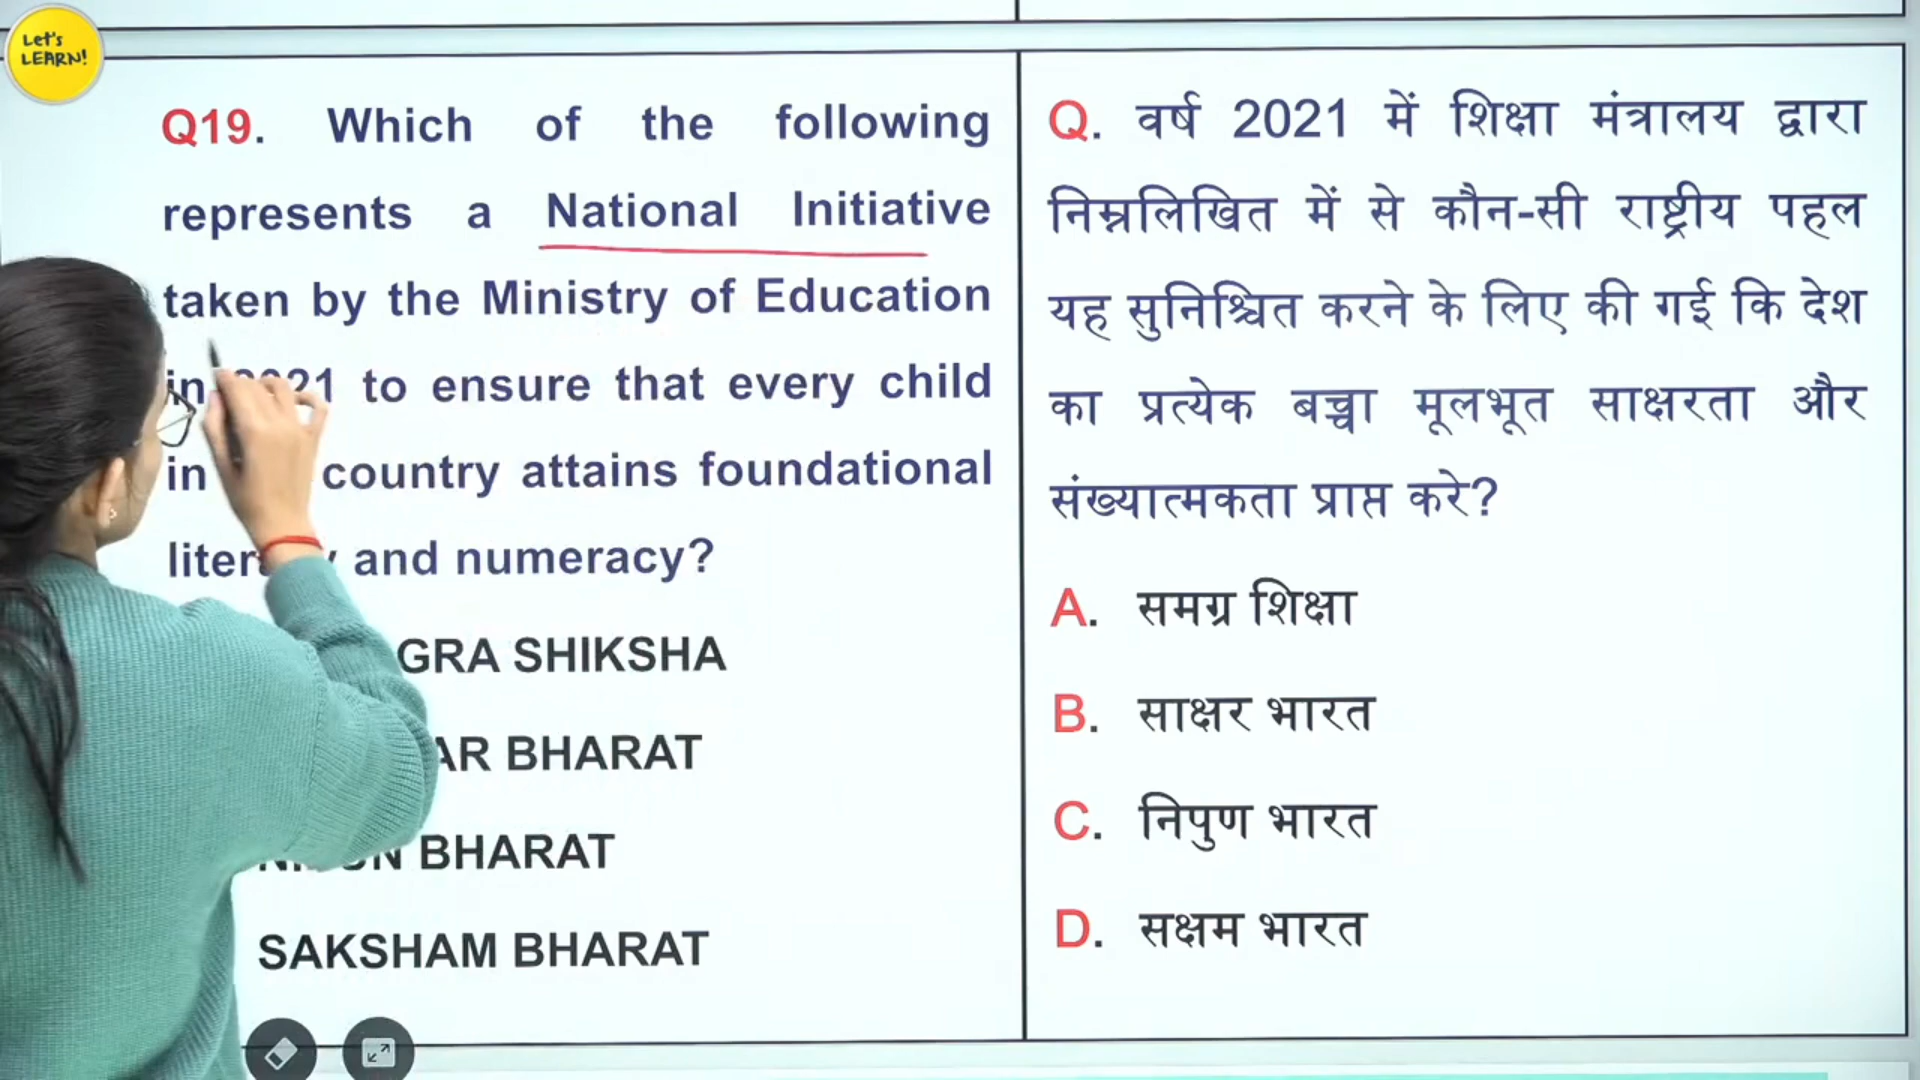 Let's
LEARN!
Q19. Which of the following
represents a National Initiative
taken by the Ministry of Education
in 2021 to ensure that every child
in country attains foundational
and numeracy?
GRA SHIKSHA
AR BHARAT
BHARAT
SAKSHAM BHARAT
Q. वर्ष 2021 में शिक्षा मंत्रालय द्वारा
निम्नलिखित में से कौन-सी राष्ट्रीय पहल
यह सुनिश्चित करने के लिए की गई कि देश
का प्रत्येक बच्चा मूलभूत साक्षरता और
संख्यात्मकता प्राप्त करे?
A. समग्र शिक्षा
B. साक्षर भारत
C. निपुण भारत
D. सक्षम भारत